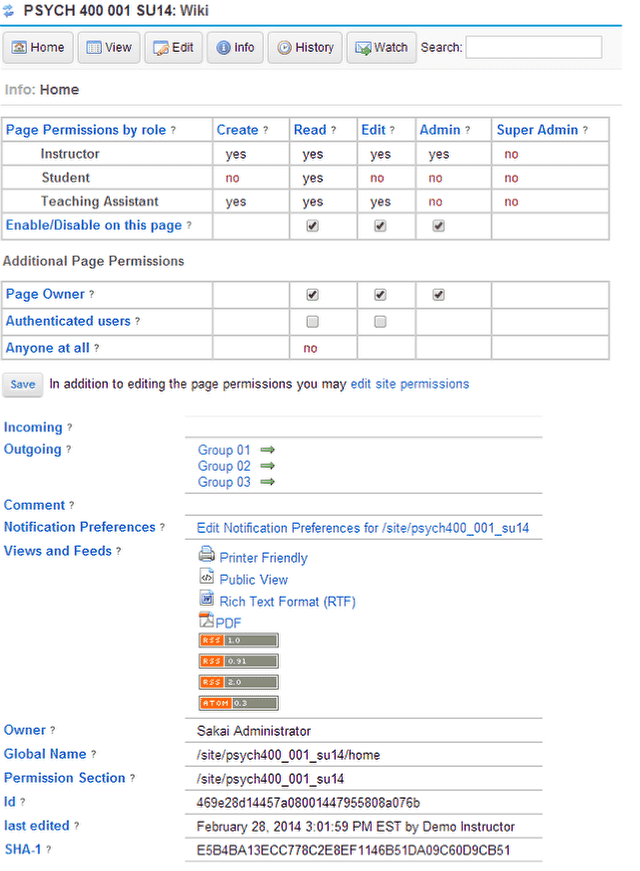 PSYCH 400 001 SU14: Wiki
Home View Edit Info History Watch Search:
Info: Home
Page Permissions by role ? Create ? Read ? Edit ? Admin ? Super Admin ?
Instructor yes yes yes yes no
Student no yes no no no
Teaching Assistant yes yes yes no no
Enable/Disable on this page ?
Additional Page Permissions
Page Owner ?
Authenticated users ?
Anyone at all ? no
Save In addition to editing the page permissions you may edit site permissions
Incoming ?
Outgoing ? Group 01
Group 02
Group 03
Comment ?
Notification Preferences ? Edit Notification Preferences for /site/psych400_001_su14
Views and Feeds ? Printer Friendly
Public View
Rich Text Format (RTF)
PDF
RSS 1.0
RSS 0.91
RSS 2.0
ATOM 0.3
Owner ? Sakai Administrator
Global Name ? /site/psych400_001_su14/home
Permission Section ? /site/psych400_001_su14
Id ? 469e28d14457a08001447955808a076b
last edited ? February 28, 2014 3:01:59 PM EST by Demo Instructor
SHA-1 ? E5B4BA13ECC778C2E8EF1146B51DA09C60D9CB51